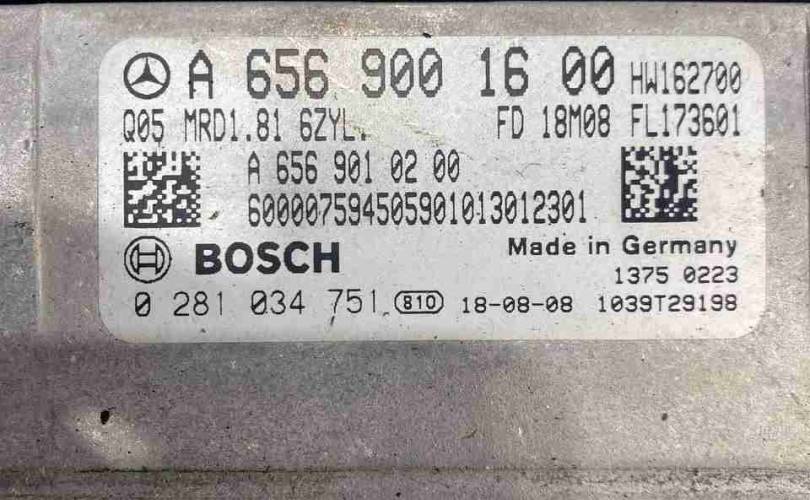 A 656 900 16 00 HW162700
Q05 MRD1.81 6ZYL. FD 18M08 FL173601
A 656 901 02 00
600007594505901013012301
BOSCH Made in Germany
1375 0223
0 281 034 751 810 18-08-08 1039T29198